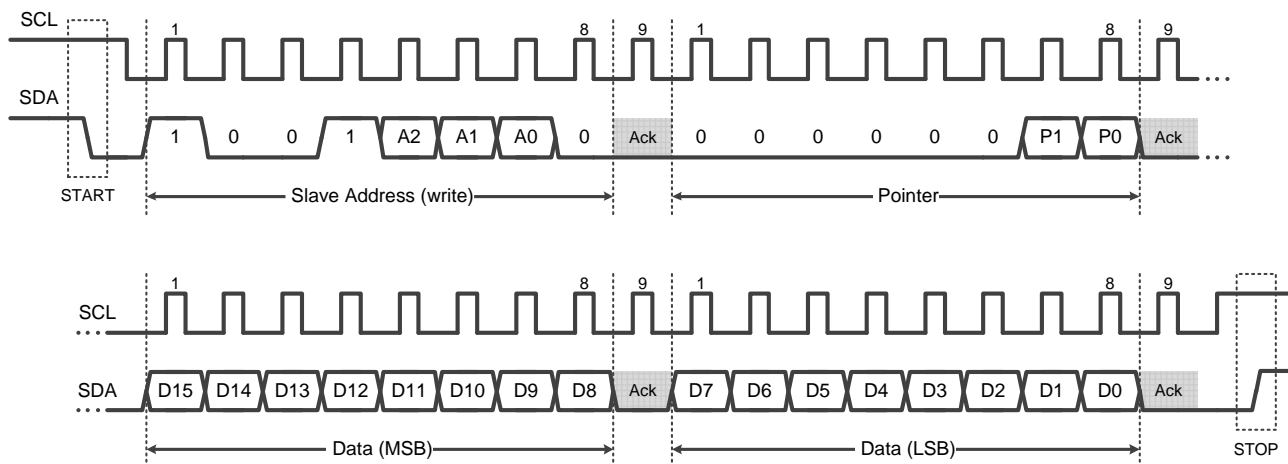 SCL
1 8 9 1 8 9
SDA
1 0 0 1 A2 A1 A0 0 Ack 0 0 0 0 0 0 P1 P0 Ack
START Slave Address (write) Pointer
1 8 9 1 8 9
SCL
SDA D15 D14 D13 D12 D11 D10 D9 D8 Ack D7 D6 D5 D4 D3 D2 D1 D0 Ack
Data (MSB) Data (LSB) STOP